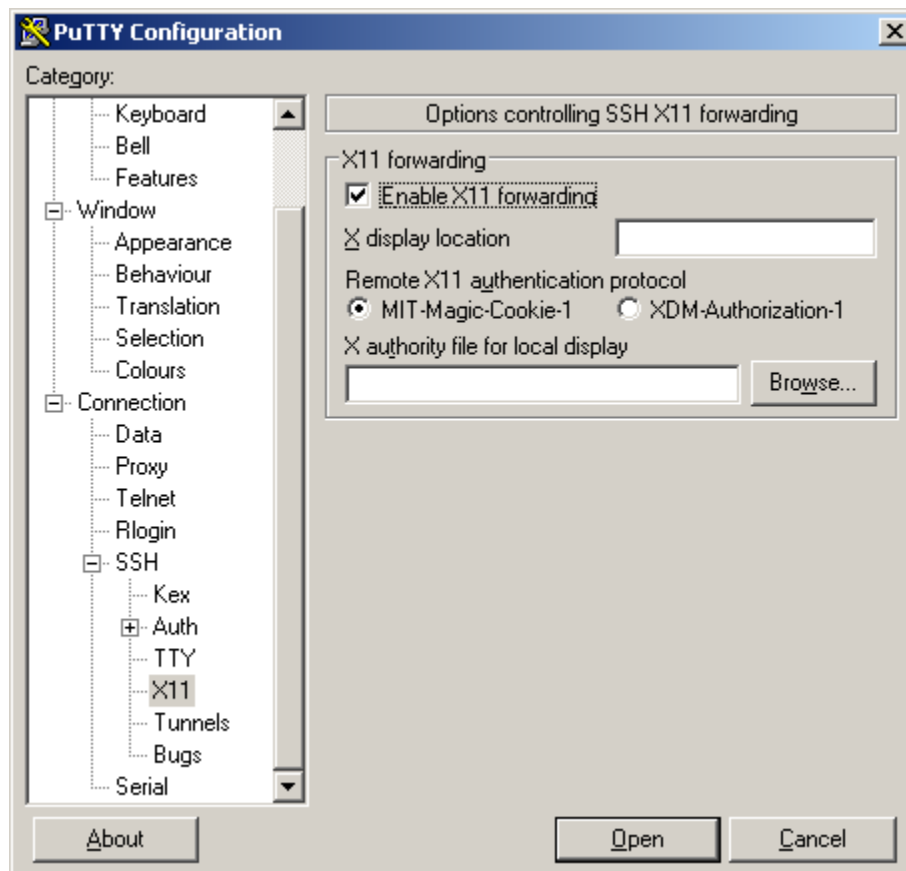 PuTTY Configuration
Category:
Keyboard
Bell
Features
Window
Appearance
Behaviour
Translation
Selection
Colours
Connection
Data
Proxy
Telnet
Rlogin
SSH
Kex
Auth
TTY
X11
Tunnels
Bugs
Serial
Options controlling SSH X11 forwarding
X11 forwarding
Enable X11 forwarding
X display location
Remote X11 authentication protocol
MIT-Magic-Cookie-1 XDM-Authorization-1
X authority file for local display
Browse...
About Open Cancel